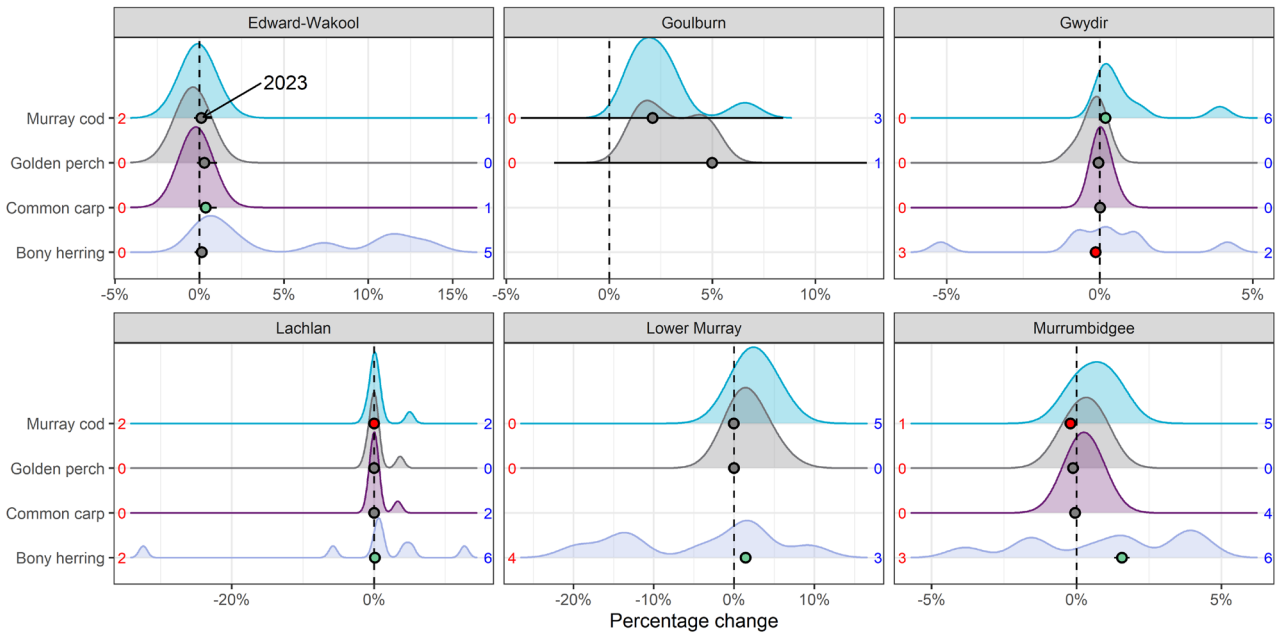 Edward-Wakool Goulburn Gwydir
2023
Murray cod 2 1 0 3 0 6
Golden perch 0 0 0 1 0 0
Common carp 0 1 0 0
Bony herring 0 5 3 2
-5% 0% 5% 10% 15% -5% 0% 5% 10% -5% 0% 5%
Lachlan Lower Murray Murrumbidgee
Murray cod 2 2 0 5 1 5
Golden perch 0 0 0 0 0 0
Common carp 0 2 0 4
Bony herring 2 6 4 3 3 6
-20% 0% -20% -10% 0% 10% -5% 0% 5%
Percentage change